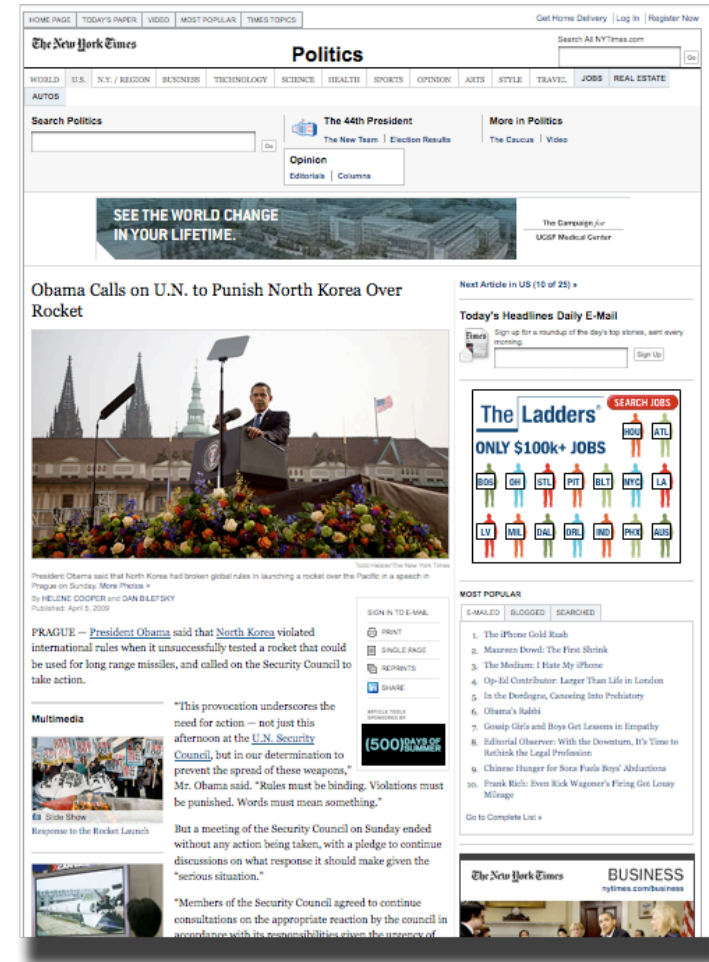 HOME PAGE TODAY'S PAPER VIDEO MOST POPULAR TIMES TOPICS
Get Home Delivery Log In Register Now
The New York Times
Politics
Search All NYTimes.com
Go
WORLD U.S. N.Y. / REGION BUSINESS TECHNOLOGY SCIENCE HEALTH SPORTS OPINION ARTS STYLE TRAVEL JOBS REAL ESTATE
AUTOS
Search Politics
Go
The 44th President
The New Team Election Results
More in Politics
The Caucus Video
Opinion
Editorials Columns
SEE THE WORLD CHANGE
IN YOUR LIFETIME.
The Campaign for
UCSF Medical Center
Obama Calls on U.N. to Punish North Korea Over
Rocket
Todd Heisler/The New York Times
President Obama said that North Korea had broken global rules in launching a rocket over the Pacific in a speech in
Prague on Sunday. More Photos >
By HELENE COOPER and DAN BILEFSKY
Published: April 5, 2009
PRAGUE — President Obama said that North Korea violated
international rules when it unsuccessfully tested a rocket that could
be used for long range missiles, and called on the Security Council to
take action.
SIGN IN TO E-MAIL
PRINT
SINGLE PAGE
REPRINTS
SHARE
ARTICLE TOOLS
SPONSORED BY
(500) DAYS OF
SUMMER
Multimedia
Slide Show
Response to the Rocket Launch
"This provocation underscores the
need for action — not just this
afternoon at the U.N. Security
Council, but in our determination to
prevent the spread of these weapons,"
Mr. Obama said. "Rules must be binding. Violations must
be punished. Words must mean something."
But a meeting of the Security Council on Sunday ended
without any action being taken, with a pledge to continue
discussions on what response it should make given the
"serious situation."
"Members of the Security Council agreed to continue
consultations on the appropriate reaction by the council in
accordance with its responsibilities given the urgency of
Next Article in US (10 of 25) »
Today's Headlines Daily E-Mail
Times
Sign up for a roundup of the day's top stories, sent every
morning.
Sign Up
The Ladders®
SEARCH JOBS
ONLY $100k+ JOBS
HOU ATL
BOS OH STL PIT BLT NYC LA
LV MIL DAL ORL IND PHX AUS
MOST POPULAR
E-MAILED BLOGGED SEARCHED
1. The iPhone Gold Rush
2. Maureen Dowd: The First Shrink
3. The Medium: I Hate My iPhone
4. Op-Ed Contributor: Larger Than Life in London
5. In the Dordogne, Canoeing Into Prehistory
6. Obama's Rabbi
7. Gossip Girls and Boys Get Lessons in Empathy
8. Editorial Observer: With the Downturn, It's Time to
Rethink the Legal Profession
9. Chinese Hunger for Sons Fuels Boys' Abductions
10. Frank Rich: Even Rick Wagoner's Firing Got Lousy
Mileage
Go to Complete List »
The New York Times
BUSINESS
nytimes.com/business